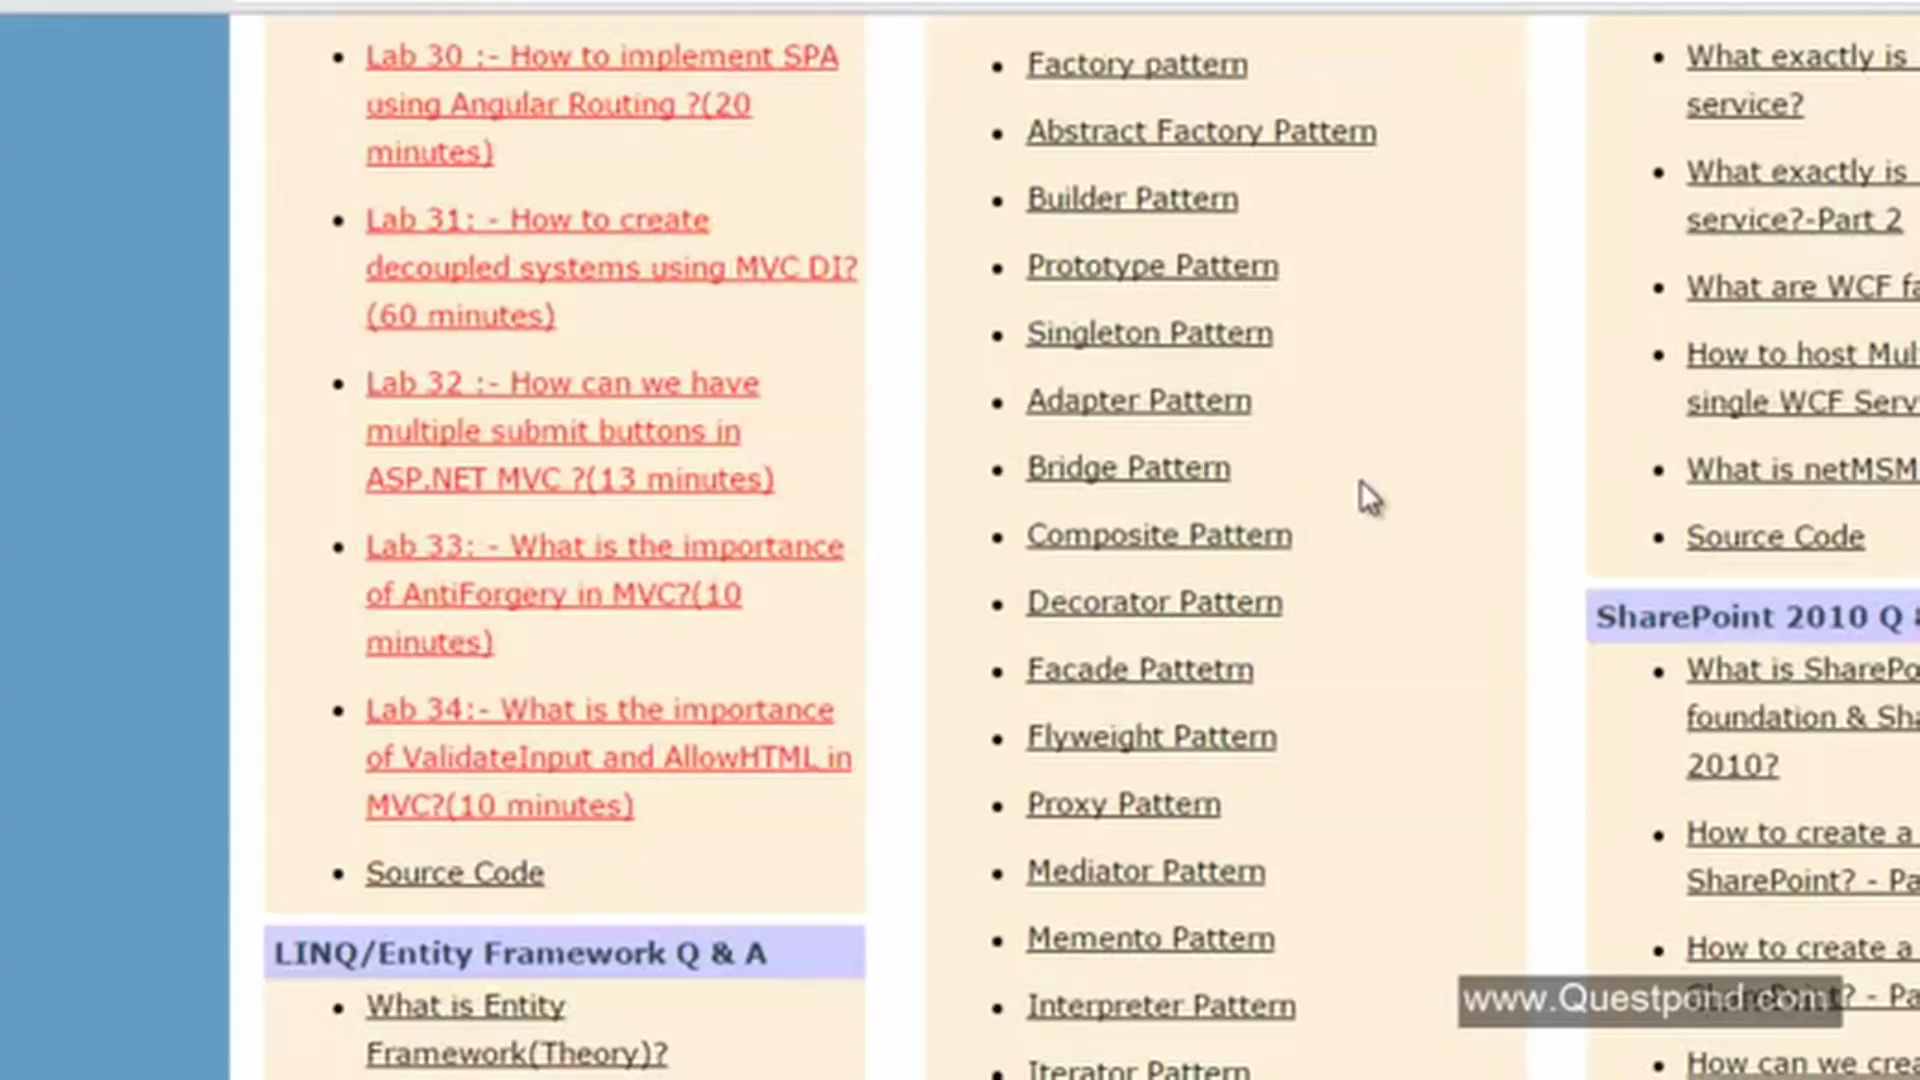 Lab 30 :- How to implement SPA
using Angular Routing ?(20
minutes)
Lab 31: - How to create
decoupled systems using MVC DI?
(60 minutes)
Lab 32 :- How can we have
multiple submit buttons in
ASP.NET MVC ?(13 minutes)
Lab 33: - What is the importance
of AntiForgery in MVC?(10
minutes)
Lab 34:- What is the importance
of ValidateInput and AllowHTML in
MVC?(10 minutes)
Source Code
LINQ/Entity Framework Q & A
What is Entity
Framework(Theory)?
Factory pattern
Abstract Factory Pattern
Builder Pattern
Prototype Pattern
Singleton Pattern
Adapter Pattern
Bridge Pattern
Composite Pattern
Decorator Pattern
Facade Pattetrn
Flyweight Pattern
Proxy Pattern
Mediator Pattern
Memento Pattern
Interpreter Pattern
Iterator Pattern
What exactly is
service?
What exactly is
service?-Part 2
What are WCF
How to host
single WCF
What is
Source Code
SharePoint 2010 Q
What is
foundation &
2010?
How to create a
SharePoint? -
How to create a
SharePoint? -
How can we
www.Questpond.com